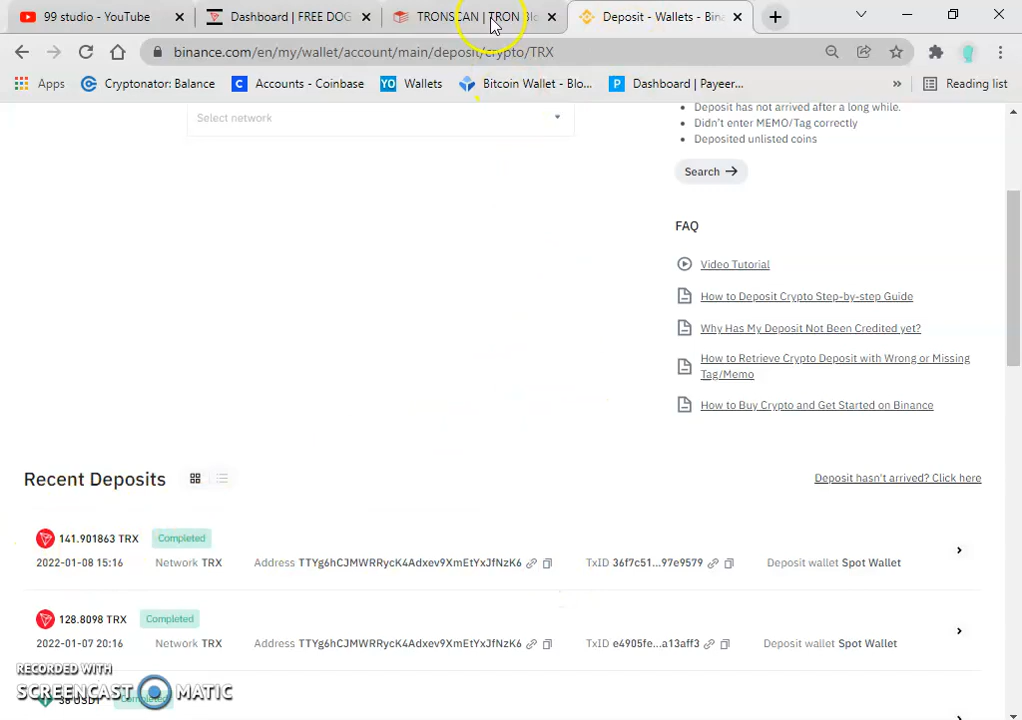 99 studio - YouTube
Dashboard | FREE DOG
TRONSCAN | TRON Blo
Deposit - Wallets - Bina
binance.com/en/my/wallet/account/main/deposit/crypto/TRX
Apps
Cryptonator: Balance
Accounts - Coinbase
Wallets
Bitcoin Wallet - Blo...
Dashboard | Payeer...
»
Reading list
Select network
Deposit has not arrived after a long while.
Didn't enter MEMO/Tag correctly
Deposited unlisted coins
Search →
FAQ
Video Tutorial
How to Deposit Crypto Step-by-step Guide
Why Has My Deposit Not Been Credited yet?
How to Retrieve Crypto Deposit with Wrong or Missing
Tag/Memo
How to Buy Crypto and Get Started on Binance
Recent Deposits
Deposit hasn't arrived? Click here
141.901863 TRX Completed
2022-01-08 15:16 Network TRX Address TTYg6hCJMWRRycK4Adxev9XmEtYxJfNzK6 TxID 36f7c51...97e9579 Deposit wallet Spot Wallet
128.8098 TRX Completed
2022-01-07 20:16 Network TRX Address TTYg6hCJMWRRycK4Adxev9XmEtYxJfNzK6 TxID e4905fe...a13aff3 Deposit wallet Spot Wallet
RECORDED WITH
SCREENCAST MATIC
USDT